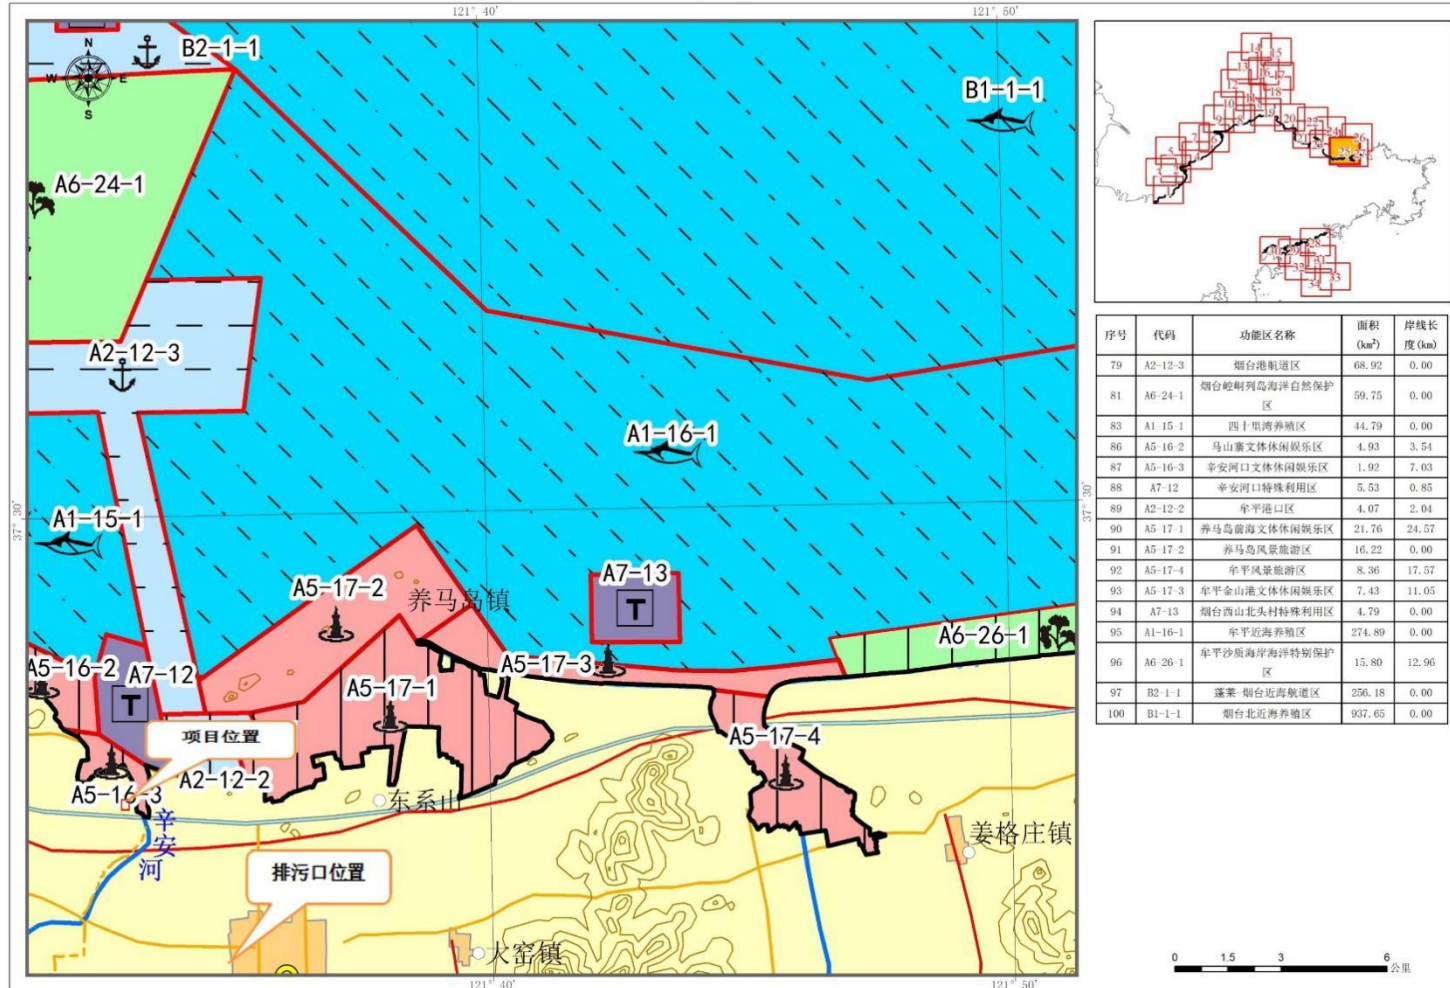 121° 40′
121° 50′
B2-1-1
N
W
E
S
B1-1-1
A6-24-1
A2-12-3
A1-16-1
37° 30′
37° 30′
A1-15-1
A5-17-2
养马岛镇
A7-13
T
A6-26-1
A5-16-2
A7-12
T
A5-17-3
A5-17-1
项目位置
A5-17-4
A2-12-2
A5-16-3
东系山
辛安河
姜格庄镇
排污口位置
大窑镇
121° 40′
121° 50′
序号 代码 功能区名称 面积(km²) 岸线长度(km)
79 A2-12-3 烟台港航道区 68.92 0.00
81 A6-24-1 烟台崆峒列岛海洋自然保护区 59.75 0.00
83 A1-15-1 四十里湾养殖区 44.79 0.00
86 A5-16-2 马山寨文体休闲娱乐区 4.93 3.54
87 A5-16-3 辛安河口文体休闲娱乐区 1.92 7.03
88 A7-12 辛安河口特殊利用区 5.53 0.85
89 A2-12-2 牟平港口区 4.07 2.04
90 A5-17-1 养马岛前海文体休闲娱乐区 21.76 24.57
91 A5-17-2 养马岛风景旅游区 16.22 0.00
92 A5-17-4 牟平风景旅游区 8.36 17.57
93 A5-17-3 牟平金山港文体休闲娱乐区 7.43 11.05
94 A7-13 烟台西山北头村特殊利用区 4.79 0.00
95 A1-16-1 牟平近海养殖区 274.89 0.00
96 A6-26-1 牟平沙质海岸海洋特别保护区 15.80 12.96
97 B2-1-1 蓬莱-烟台近海航道区 256.18 0.00
100 B1-1-1 烟台北近海养殖区 937.65 0.00
0 1.5 3 6
公里